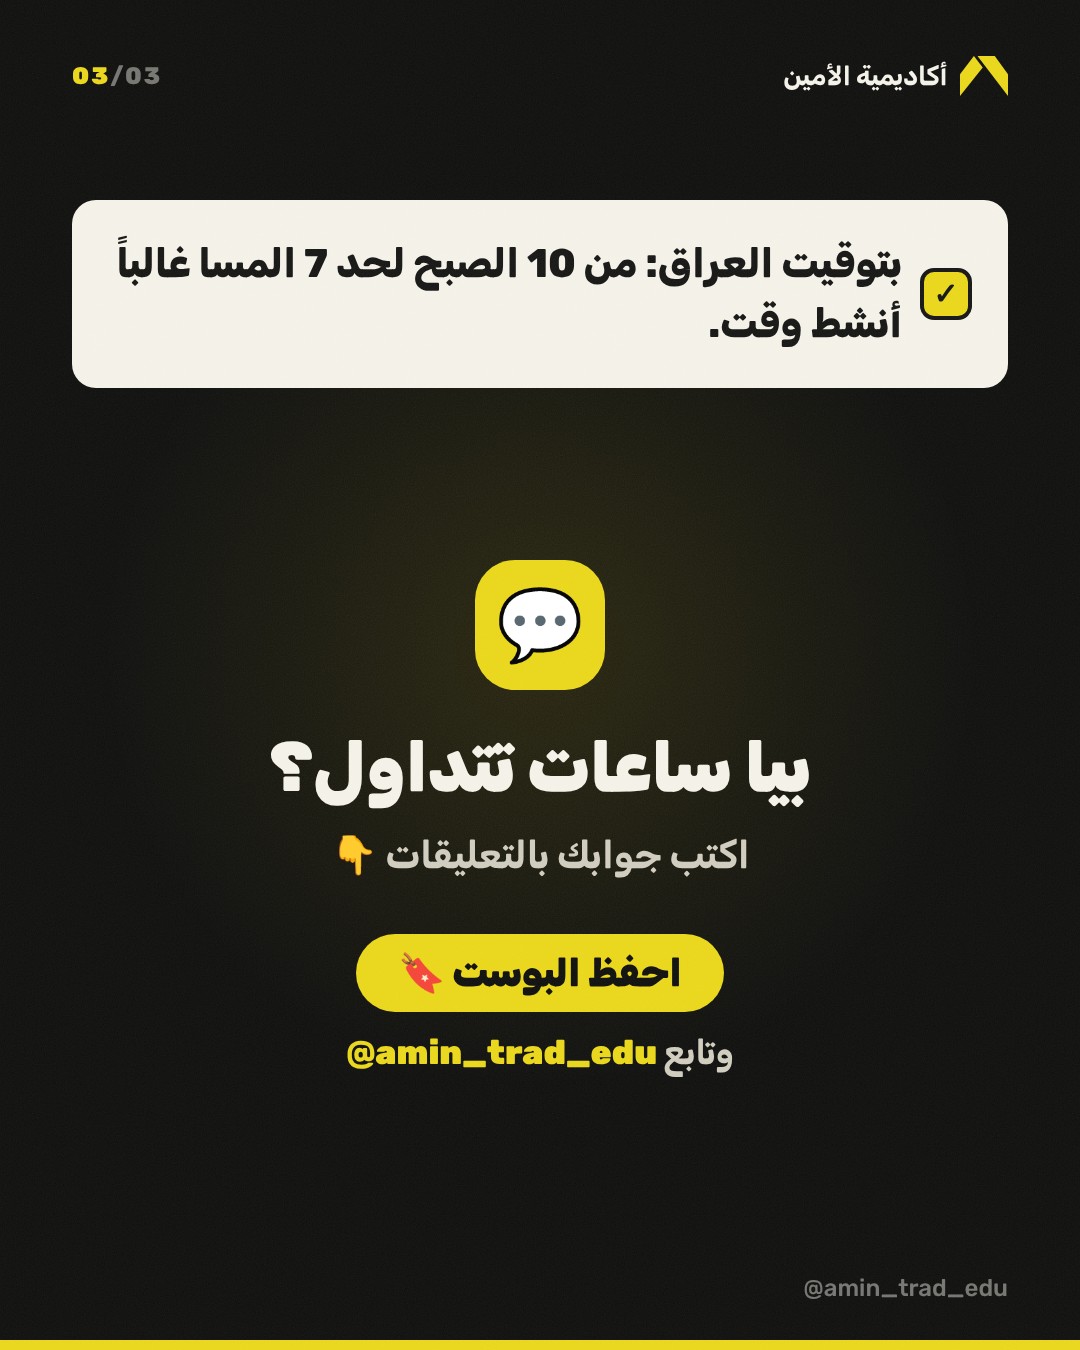 أكاديمية الأمين
03/03
بتوقيت العراق: من 10 الصبح لحد 7 المسا غالباً
أنشط وقت.
بيا ساعات تتداول؟
اكتب جوابك بالتعليقات 👇
احفظ البوست 🔖
وتابع @amin_trad_edu
@amin_trad_edu